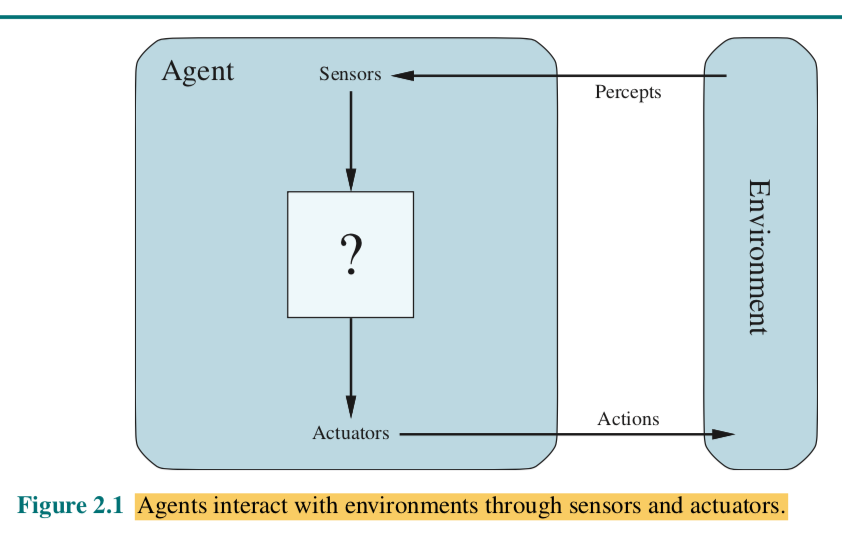 Agent
Sensors
Percepts
?
Environment
Actions
Actuators
Figure 2.1 Agents interact with environments through sensors and actuators.